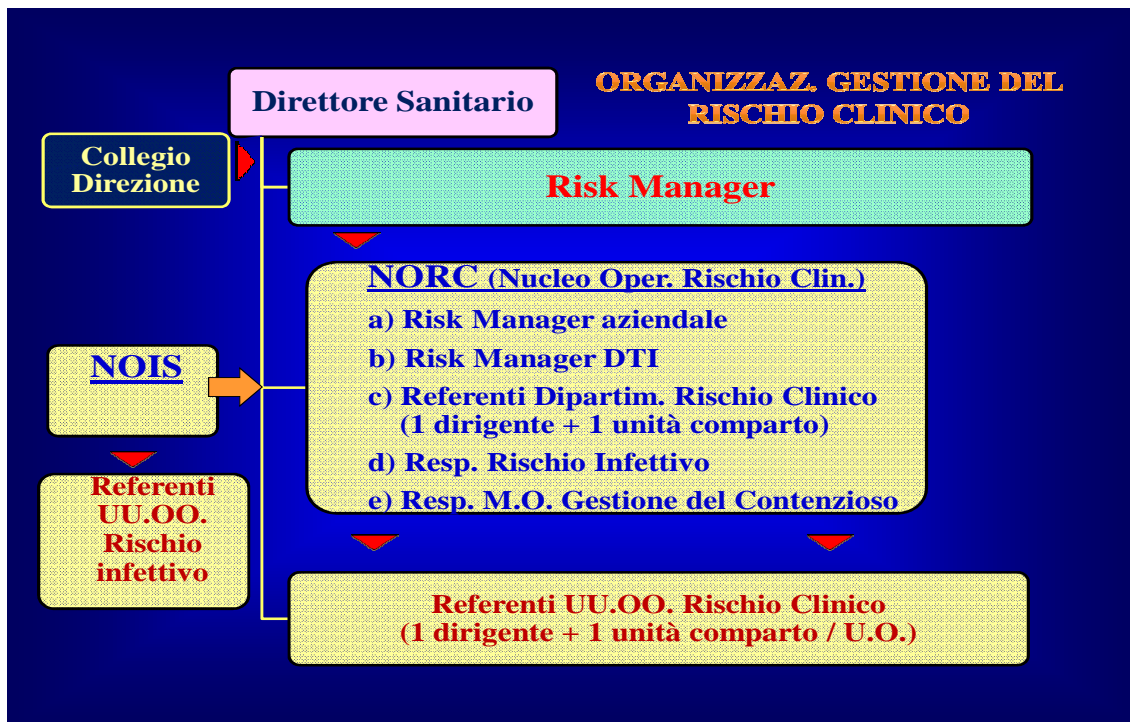 ORGANIZZAZ. GESTIONE DEL
RISCHIO CLINICO
Direttore Sanitario
Collegio
Direzione
Risk Manager
NORC (Nucleo Oper. Rischio Clin.)
a) Risk Manager aziendale
b) Risk Manager DTI
c) Referenti Dipartim. Rischio Clinico
(1 dirigente + 1 unità comparto)
d) Resp. Rischio Infettivo
e) Resp. M.O. Gestione del Contenzioso
NOIS
Referenti
UU.OO.
Rischio
infettivo
Referenti UU.OO. Rischio Clinico
(1 dirigente + 1 unità comparto / U.O.)